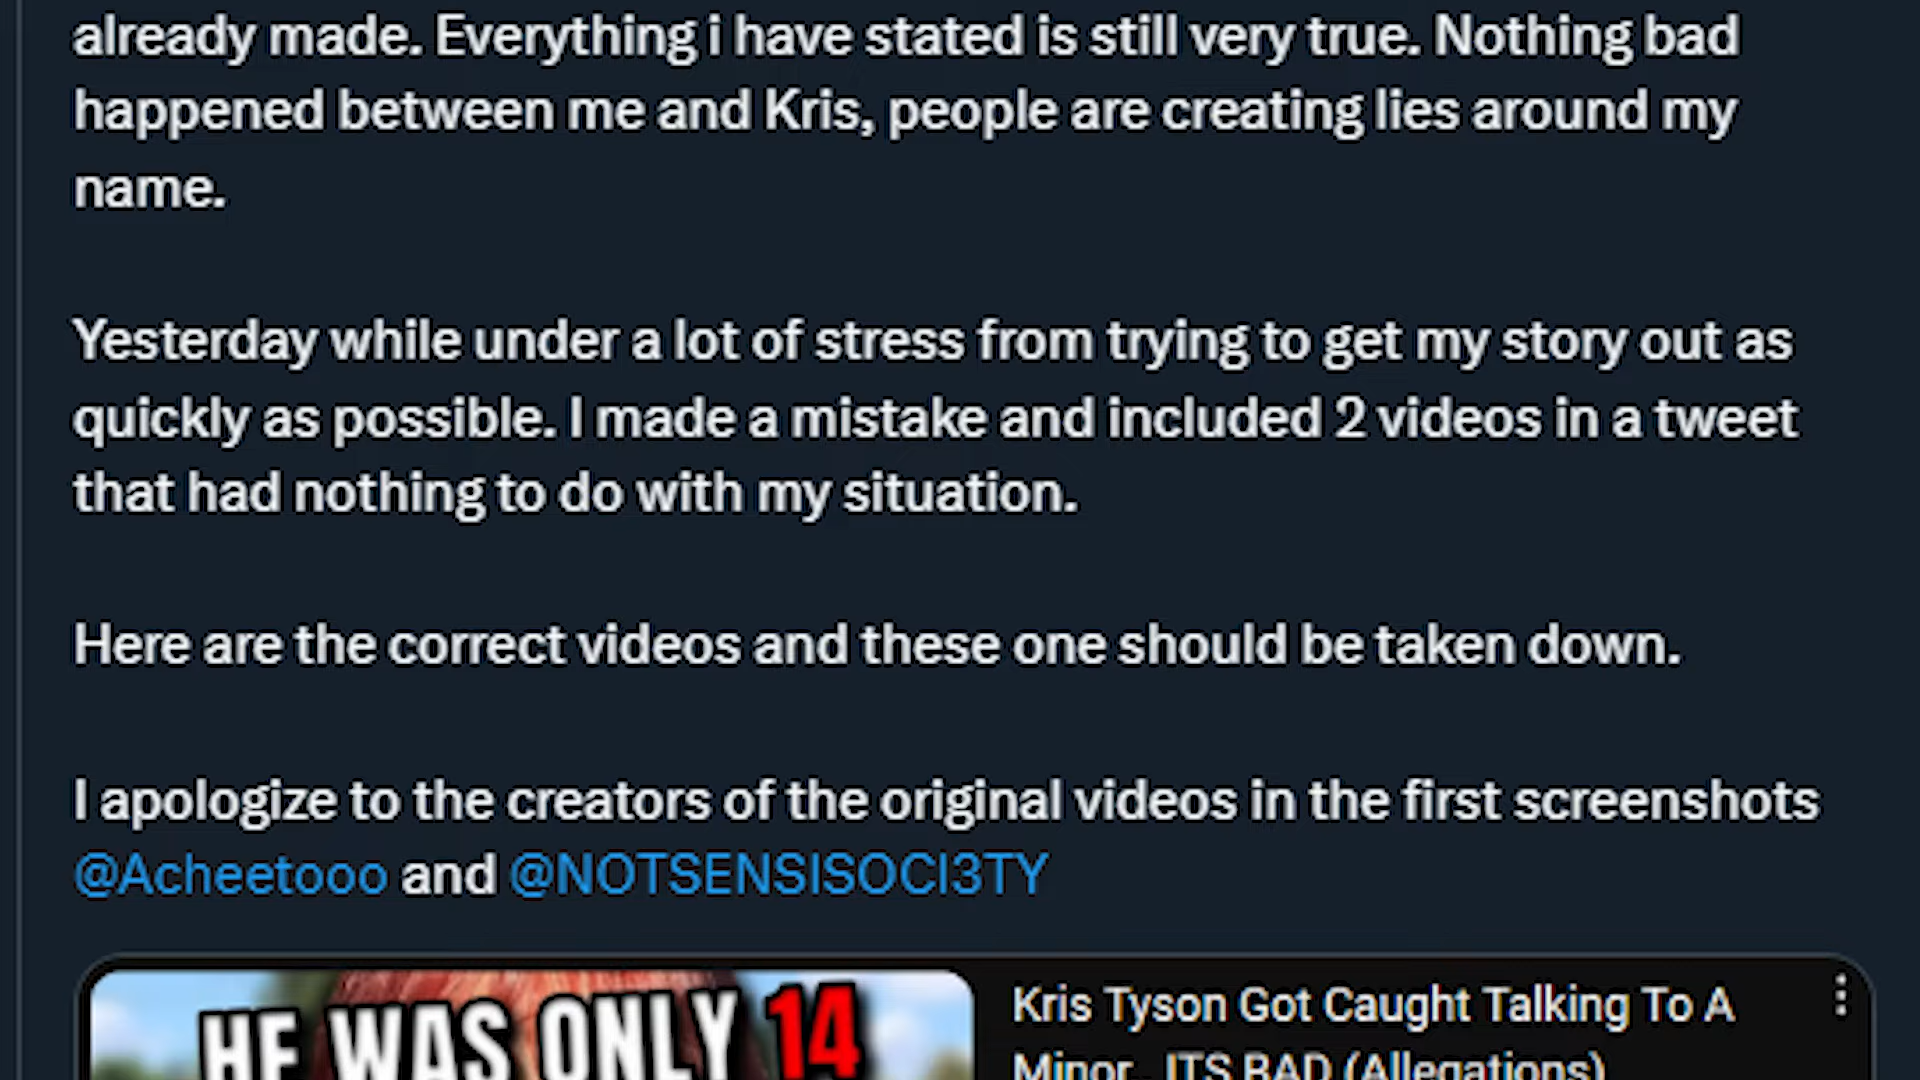 already made. Everything i have stated is still very true. Nothing bad
happened between me and Kris, people are creating lies around my
name.
Yesterday while under a lot of stress from trying to get my story out as
quickly as possible. I made a mistake and included 2 videos in a tweet
that had nothing to do with my situation.
Here are the correct videos and these one should be taken down.
I apologize to the creators of the original videos in the first screenshots
@Acheetooo and @NOTSENSISOCI3TY
HE WAS ONLY 14
Kris Tyson Got Caught Talking To A
Minor.. ITS BAD (Allegations)